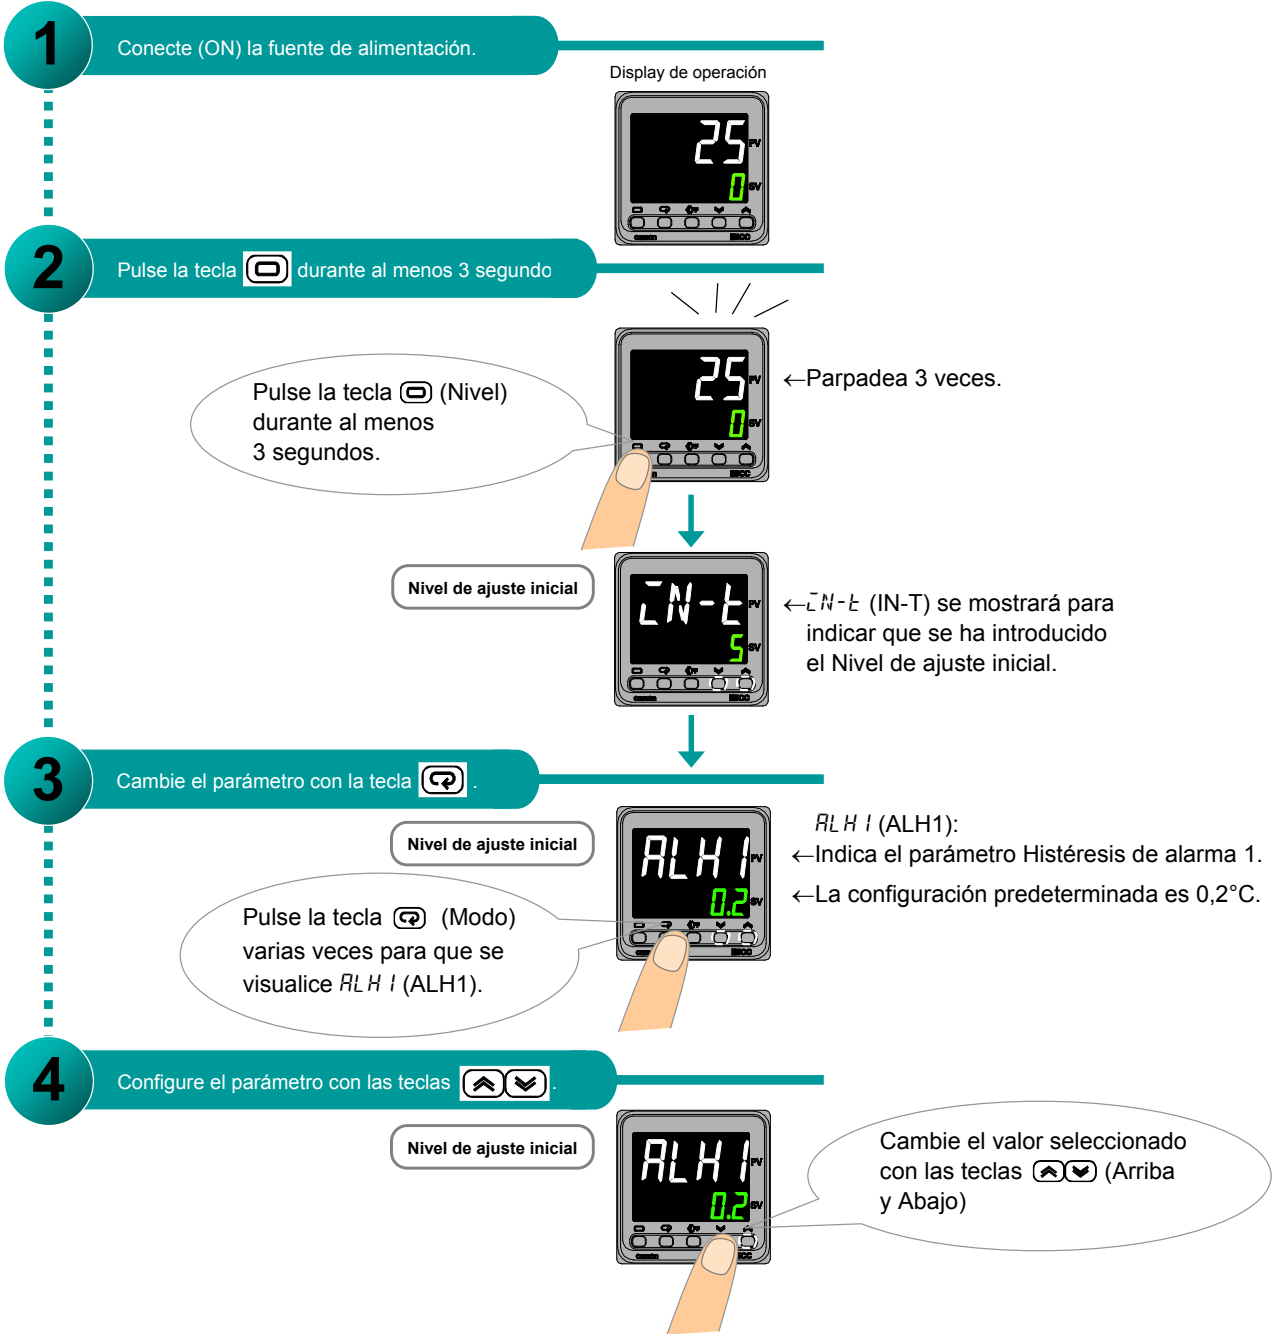 1
Conecte (ON) la fuente de alimentación.
Display de operación
25
PV
0
SV
2
Pulse la tecla durante al menos 3 segundo
25
PV
←Parpadea 3 veces.
0
SV
Pulse la tecla (Nivel)
durante al menos
3 segundos.
Nivel de ajuste inicial
IN-t
PV
5
SV
←IN-t (IN-T) se mostrará para
indicar que se ha introducido
el Nivel de ajuste inicial.
3
Cambie el parámetro con la tecla .
Nivel de ajuste inicial
ALH1
PV
0.2
SV
ALH1 (ALH1):
←Indica el parámetro Histéresis de alarma 1.
←La configuración predeterminada es 0,2°C.
Pulse la tecla (Modo)
varias veces para que se
visualice ALH1 (ALH1).
4
Configure el parámetro con las teclas .
Nivel de ajuste inicial
ALH1
PV
0.2
SV
Cambie el valor seleccionado
con las teclas (Arriba
y Abajo)